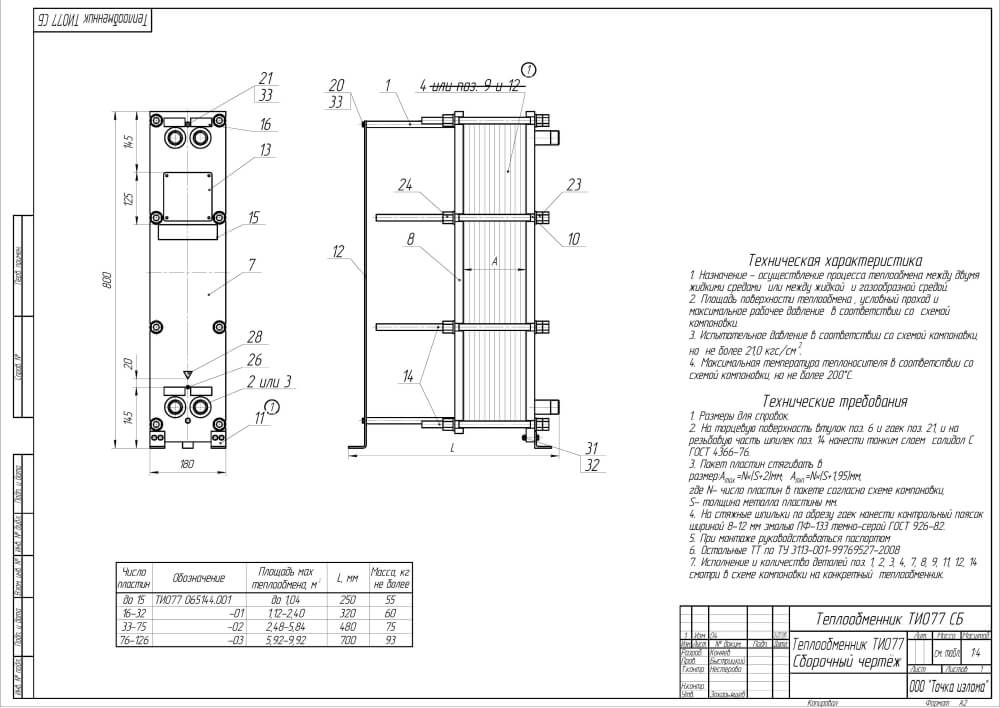 Теплообменник ТИ077 СБ
21
33
16
13
15
7
28
26
2 или 3
11
1
145
125
800
20
145
180
20
33
1
4 или поз. 9 и 12
1
24
23
8
10
12
А
14
L
31
32
Техническая характеристика
1. Назначение – осуществление процесса теплообмена между двумя
жидкими средами или между жидкой и газообразной средой
2. Площадь поверхности теплообмена , условный проход и
максимальное рабочее давление в соответствии со схемой
компоновки.
3. Испытательное давление в соответствии со схемой компоновки,
но не более 21,0 кгс/см².
4. Максимальная температура теплоносителя в соответствии со
схемой компоновки, но не более 200°С.
Технические требования
1. Размеры для справок.
2. На торцевую поверхность втулок поз. 6 и гаек поз. 21, и на
резьбовую часть шпилек поз. 14 нанести тонким слоем солидол С
ГОСТ 4366-76.
3. Пакет пластин стягивать в
размер:Amax=N×(S+2)мм, Amin=N×(S+1,95)мм,
где N– число пластин в пакете согласно схеме компоновки,
S– толщина металла пластины мм.
4. На стяжные шпильки по обрезу гаек нанести контрольный поясок
шириной 8-12 мм эмалью ПФ-133 темно-серой ГОСТ 926-82.
5. При монтаже руководствоваться паспортом
6. Остальные ТТ по ТУ 3113-001-99769527-2008
7. Исполнение и количество деталей поз. 1, 2, 3, 4, 7, 8, 9, 11, 12, 14
смотри в схеме компоновки на конкретный теплообменник.
Число пластин Обозначение Площадь мах теплообмена, м² L, мм Масса, кг не более
до 15 ТИ077 065144.001 до 1,04 250 55
16-32 -01 1,12-2,40 320 60
33-75 -02 2,48-5,84 480 75
76-126 -03 5,92-9,92 700 93
Перв. примен.
Справ. №
Подп. и дата
Инв. № дубл.
Взам. инв. №
Подп. и дата
Инв. № подл.
Теплообменник ТИ077 СБ
1 Изм. 04
Изм. Лист № Докум. Подп. Дата
Разраб. Коняев
Пров. Быстрицкой
Т.контр. Нестерова
Н.контр.
Утв.
Теплообменник ТИ077
Сборочный чертёж
Лит. Масса Масштаб
см. табл. 1:4
Лист Листов 1
ООО "Точка излома"
Копировал Формат А2